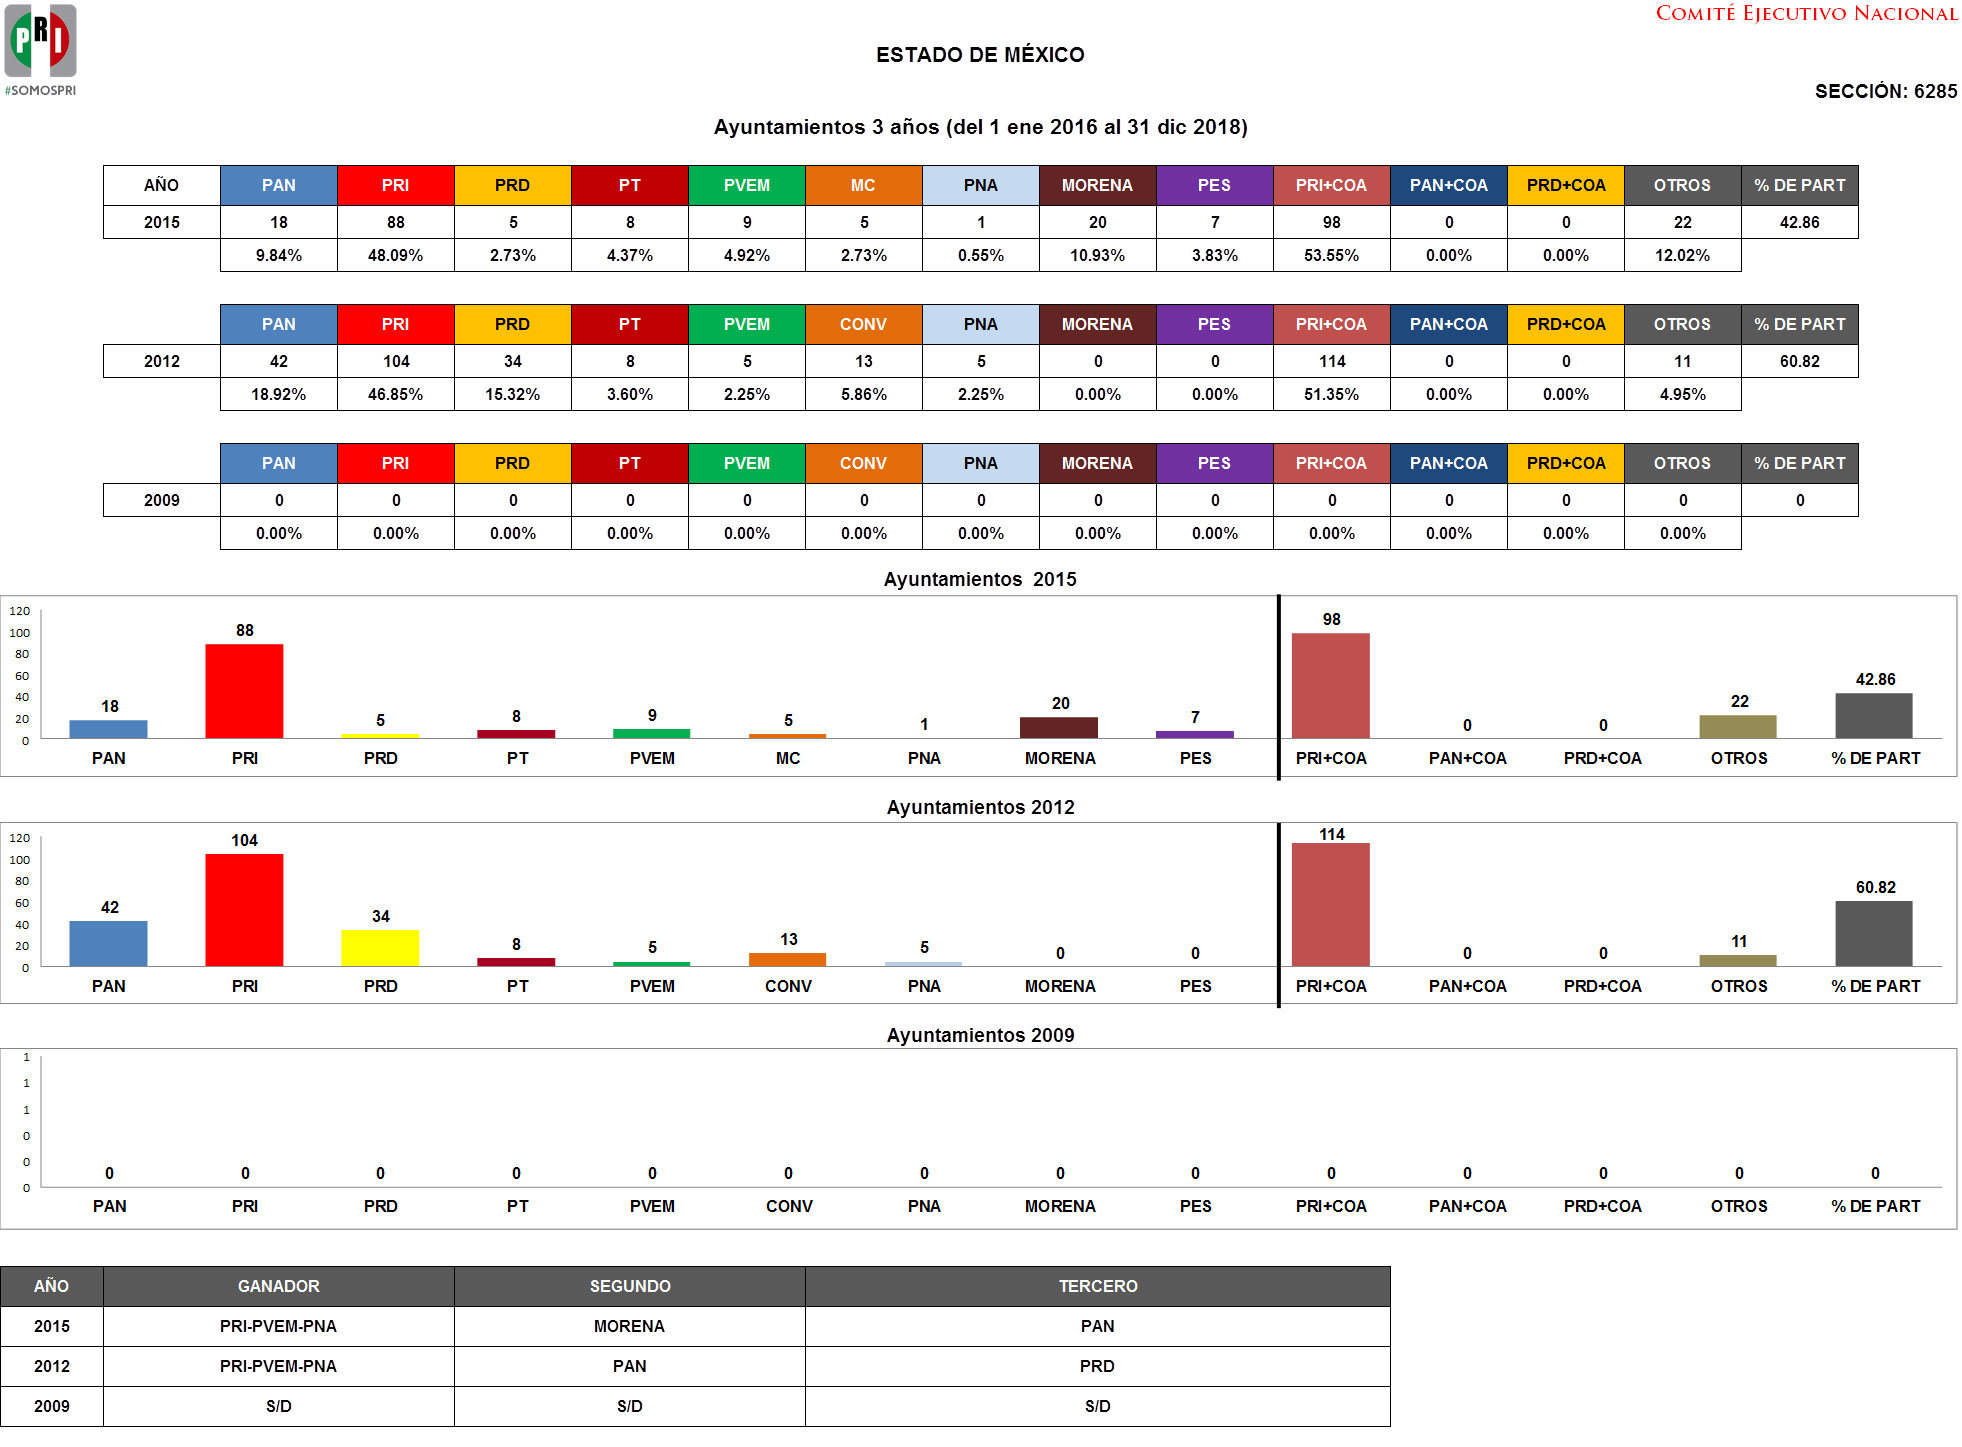 PRI
#SOMOSPRI
COMITÉ EJECUTIVO NACIONAL
ESTADO DE MÉXICO
SECCIÓN: 6285
Ayuntamientos 3 años (del 1 ene 2016 al 31 dic 2018)
AÑO PAN PRI PRD PT PVEM MC PNA MORENA PES PRI+COA PAN+COA PRD+COA OTROS % DE PART
2015 18 88 5 8 9 5 1 20 7 98 0 0 22 42.86
9.84% 48.09% 2.73% 4.37% 4.92% 2.73% 0.55% 10.93% 3.83% 53.55% 0.00% 0.00% 12.02%
PAN PRI PRD PT PVEM CONV PNA MORENA PES PRI+COA PAN+COA PRD+COA OTROS % DE PART
2012 42 104 34 8 5 13 5 0 0 114 0 0 11 60.82
18.92% 46.85% 15.32% 3.60% 2.25% 5.86% 2.25% 0.00% 0.00% 51.35% 0.00% 0.00% 4.95%
PAN PRI PRD PT PVEM CONV PNA MORENA PES PRI+COA PAN+COA PRD+COA OTROS % DE PART
2009 0 0 0 0 0 0 0 0 0 0 0 0 0 0
0.00% 0.00% 0.00% 0.00% 0.00% 0.00% 0.00% 0.00% 0.00% 0.00% 0.00% 0.00% 0.00%
Ayuntamientos 2015
120
100
80
60
40
20
0
18 88 5 8 9 5 1 20 7 98 0 0 22 42.86
PAN PRI PRD PT PVEM MC PNA MORENA PES PRI+COA PAN+COA PRD+COA OTROS % DE PART
Ayuntamientos 2012
120
100
80
60
40
20
0
42 104 34 8 5 13 5 0 0 114 0 0 11 60.82
PAN PRI PRD PT PVEM CONV PNA MORENA PES PRI+COA PAN+COA PRD+COA OTROS % DE PART
Ayuntamientos 2009
1
1
1
0
0
0
0 0 0 0 0 0 0 0 0 0 0 0 0 0
PAN PRI PRD PT PVEM CONV PNA MORENA PES PRI+COA PAN+COA PRD+COA OTROS % DE PART
AÑO GANADOR SEGUNDO TERCERO
2015 PRI-PVEM-PNA MORENA PAN
2012 PRI-PVEM-PNA PAN PRD
2009 S/D S/D S/D